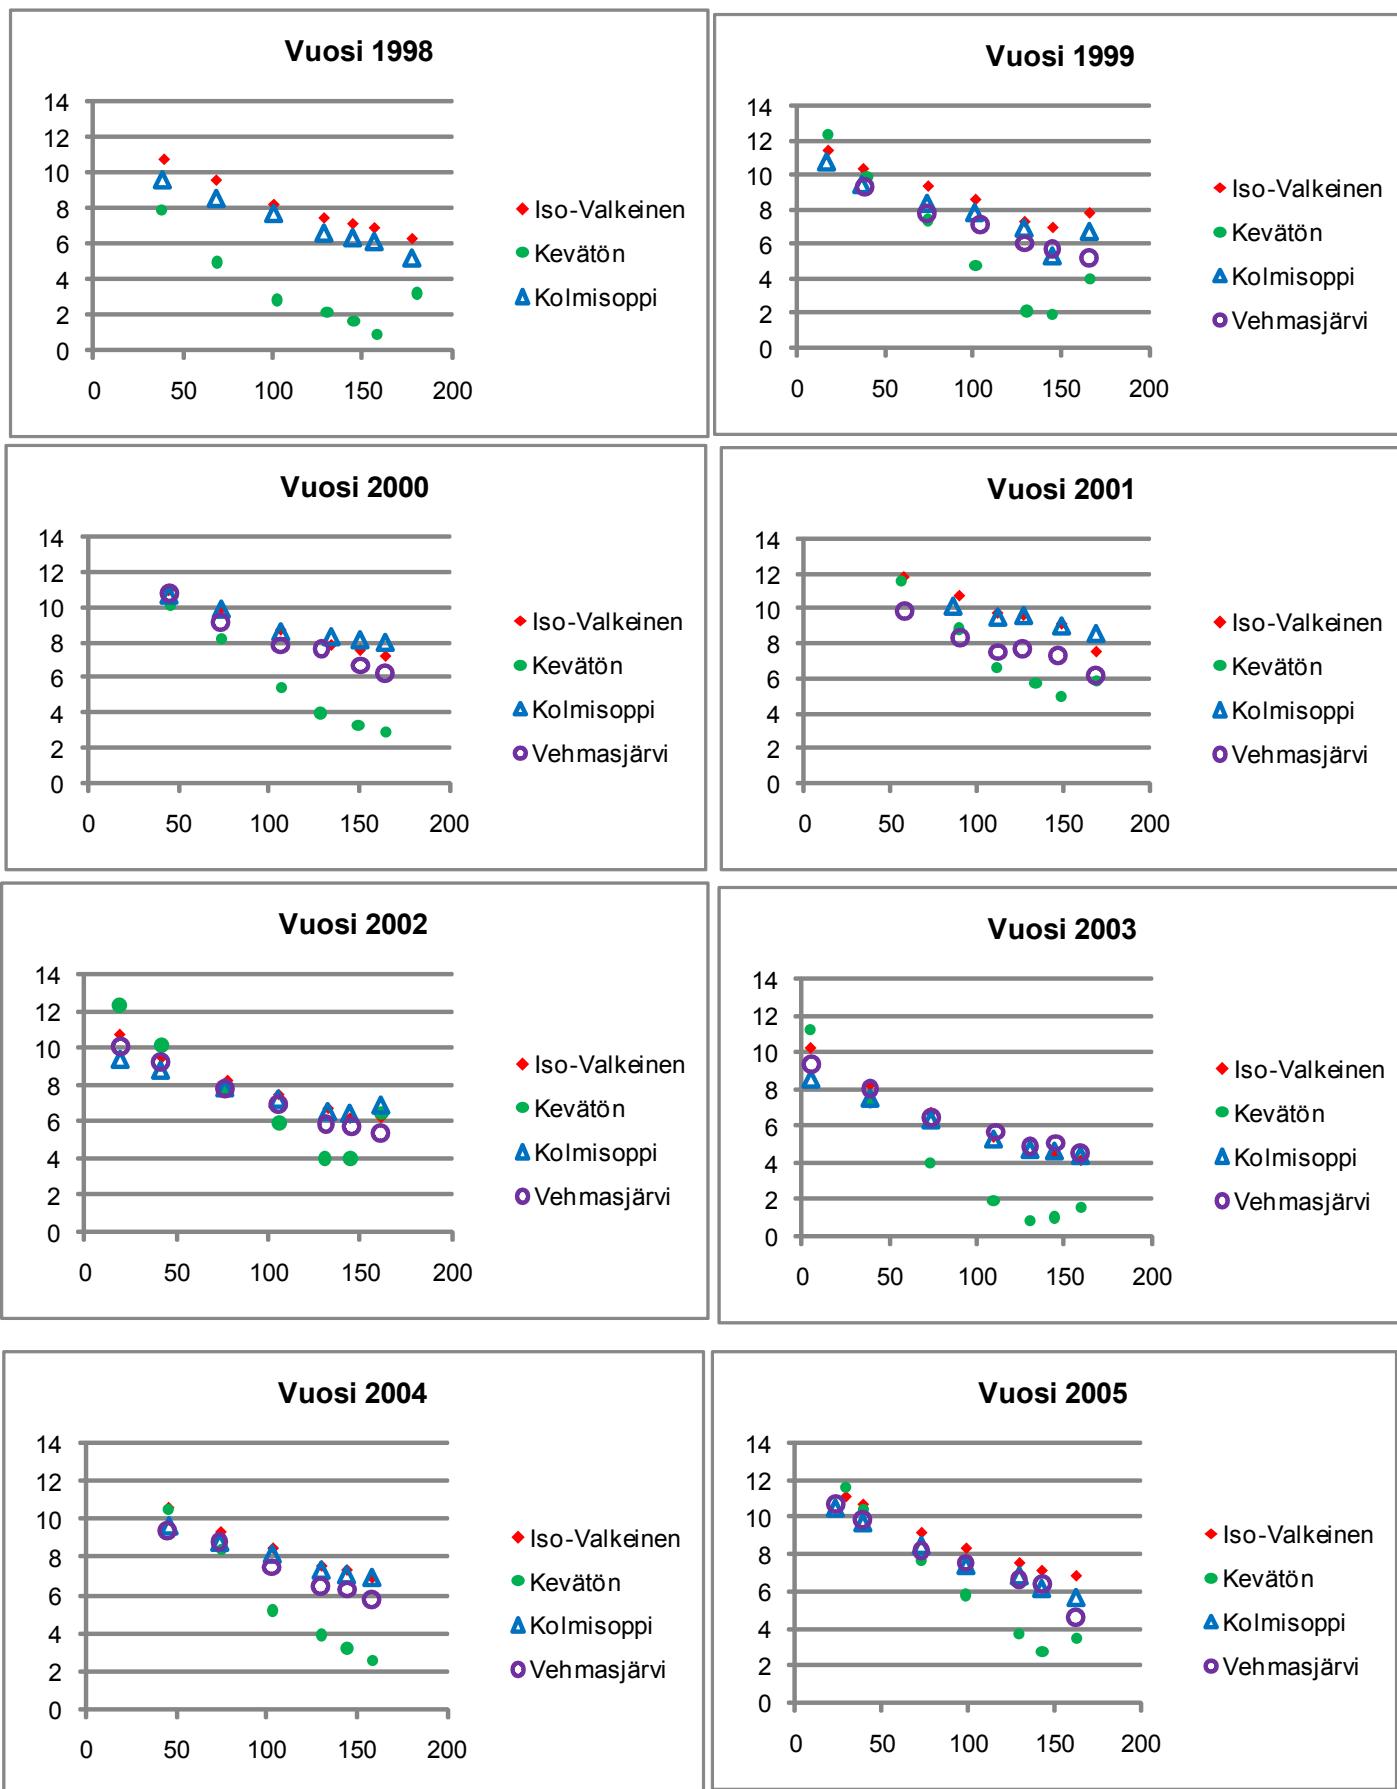 Vuosi 1998
14
12
10
8
6
4
2
0
0 50 100 150 200
Iso-Valkeinen
Kevätön
Kolmisoppi
Vuosi 1999
14
12
10
8
6
4
2
0
0 50 100 150 200
Iso-Valkeinen
Kevätön
Kolmisoppi
Vehmasjärvi
Vuosi 2000
14
12
10
8
6
4
2
0
0 50 100 150 200
Iso-Valkeinen
Kevätön
Kolmisoppi
Vehmasjärvi
Vuosi 2001
14
12
10
8
6
4
2
0
0 50 100 150 200
Iso-Valkeinen
Kevätön
Kolmisoppi
Vehmasjärvi
Vuosi 2002
14
12
10
8
6
4
2
0
0 50 100 150 200
Iso-Valkeinen
Kevätön
Kolmisoppi
Vehmasjärvi
Vuosi 2003
14
12
10
8
6
4
2
0
0 50 100 150 200
Iso-Valkeinen
Kevätön
Kolmisoppi
Vehmasjärvi
Vuosi 2004
14
12
10
8
6
4
2
0
0 50 100 150 200
Iso-Valkeinen
Kevätön
Kolmisoppi
Vehmasjärvi
Vuosi 2005
14
12
10
8
6
4
2
0
0 50 100 150 200
Iso-Valkeinen
Kevätön
Kolmisoppi
Vehmasjärvi